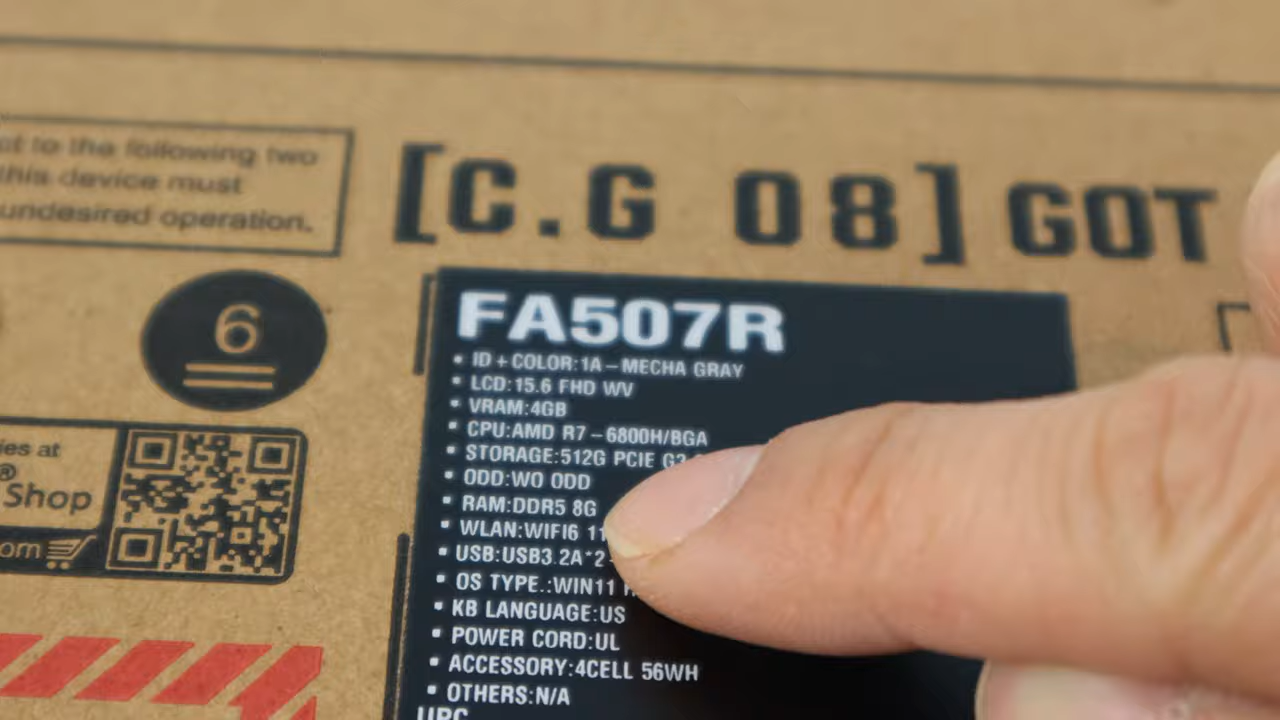 ct to the following two
this device must
undesired operation.
[C.G 08] GOT
6
FA507R
▪ ID+COLOR:1A-MECHA GRAY
▪ LCD:15.6 FHD WV
▪ VRAM:4GB
▪ CPU:AMD R7-6800H/BGA
▪ STORAGE:512G PCIE G3
▪ ODD:WO ODD
▪ RAM:DDR5 8G
▪ WLAN:WIFI6 11
▪ USB:USB3.2A*2
▪ OS TYPE.:WIN11
▪ KB LANGUAGE:US
▪ POWER CORD:UL
▪ ACCESSORY:4CELL 56WH
▪ OTHERS:N/A
UPC
ies at
® Shop
om